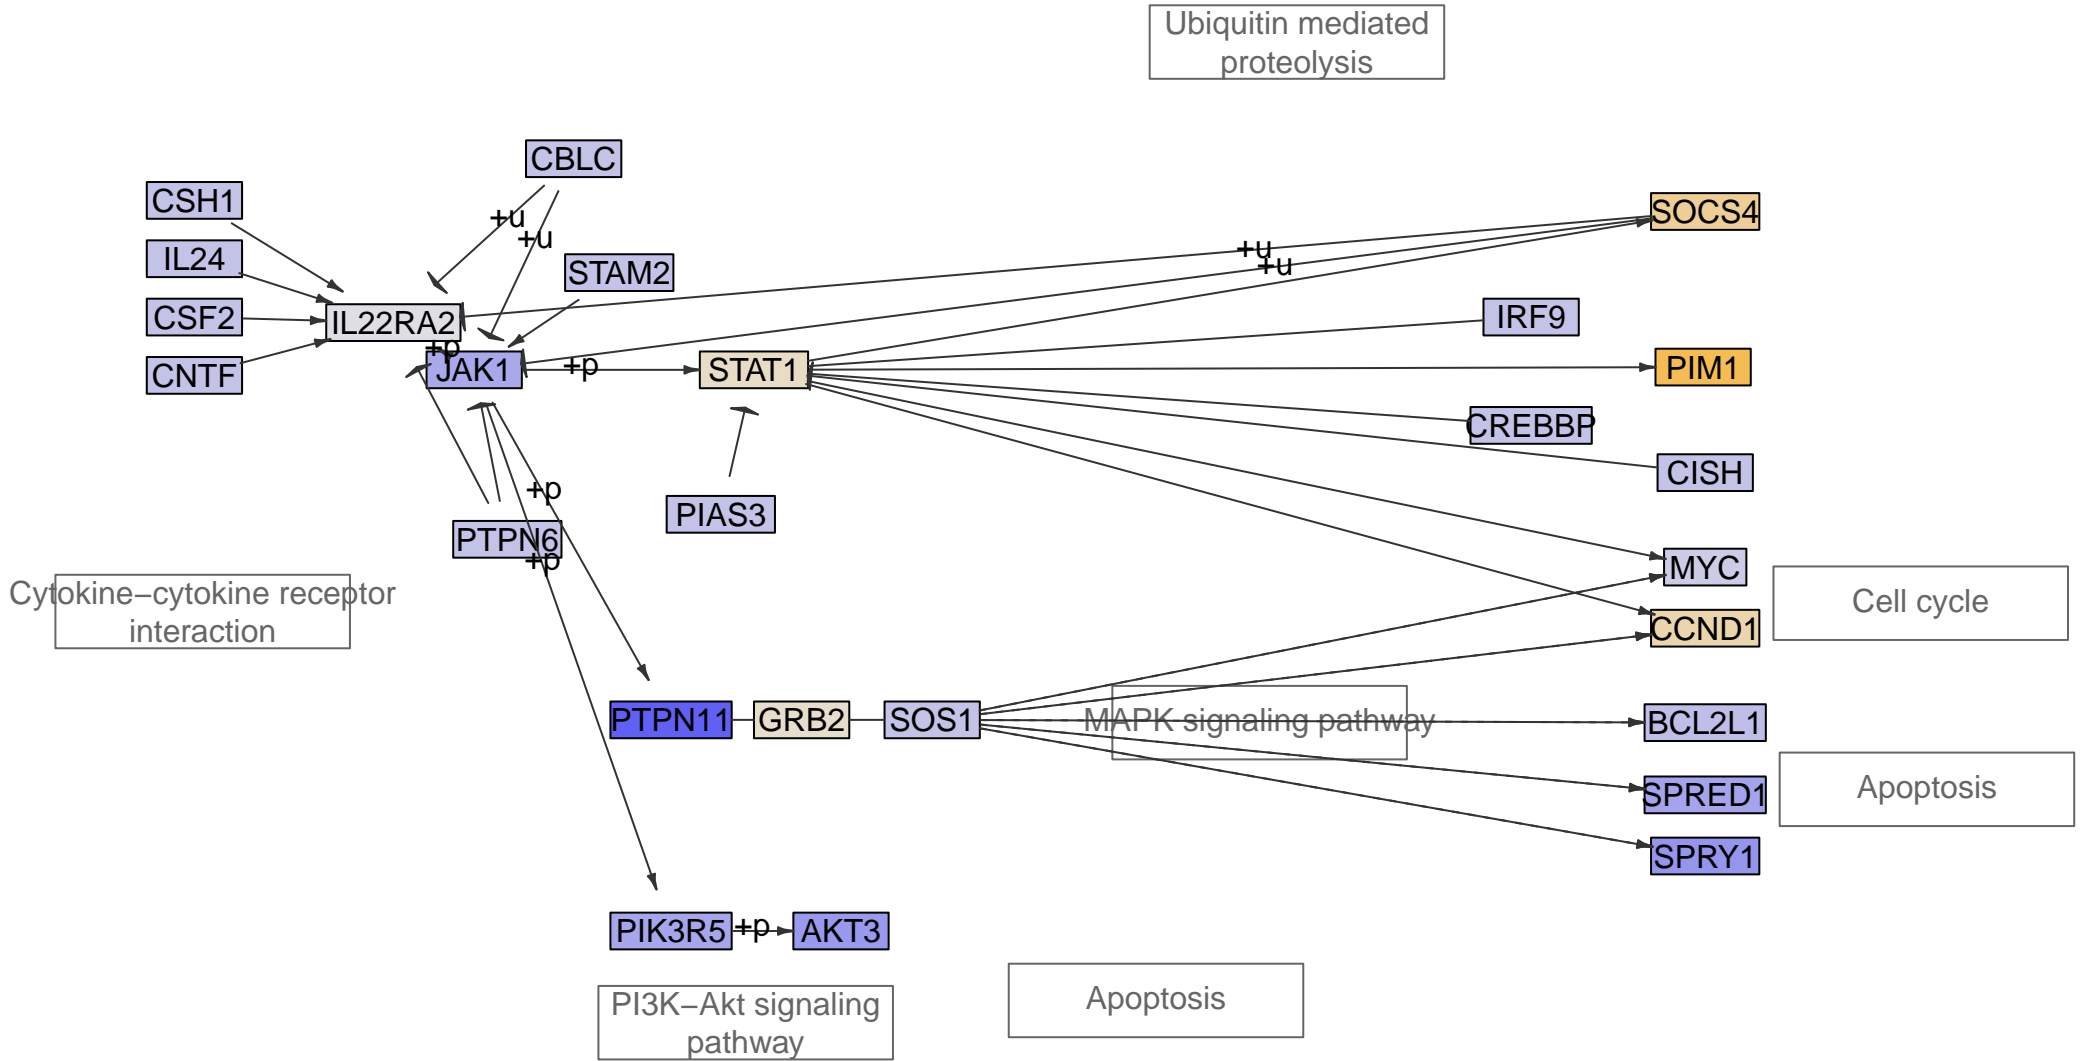 Ubiquitin mediated
proteolysis
CBLC
CSH1
SOCS4
+u
+u
+u
+u
IL24
STAM2
CSF2
IL22RA2
IRF9
+p
CNTF
JAK1
+p
STAT1
PIM1
CREBBP
CISH
+p
PIAS3
PTPN6
+p
MYC
Cytokine–cytokine receptor
interaction
Cell cycle
CCND1
PTPN11
GRB2
SOS1
MAPK signaling pathway
BCL2L1
SPRED1
Apoptosis
SPRY1
PIK3R5
+p
AKT3
PI3K–Akt signaling
pathway
Apoptosis